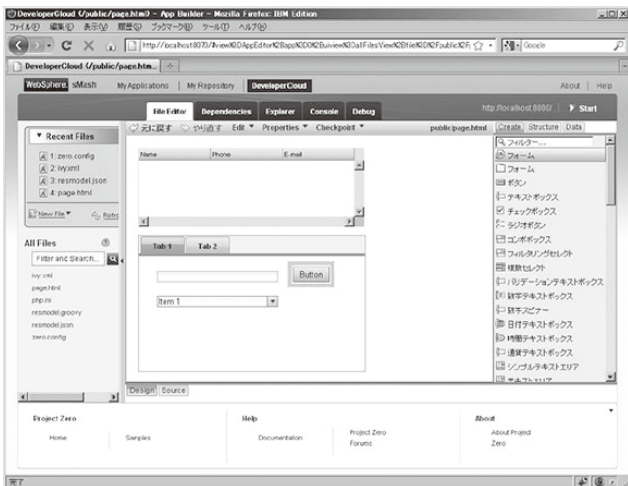 DeveloperCloud (/public/page.html) - App Builder - Mozilla Firefox: IBM Edition
ファイル(F) 編集(E) 表示(V) 履歴(S) ブックマーク(B) ツール(T) ヘルプ(H)
Google
DeveloperCloud (/public/page.htm...
WebSphere. sMash My Applications My Repository DeveloperCloud About Help
File Editor Dependencies Explorer Console Debug http://localhost:8080/ Start
元に戻す やり直す Edit Properties Checkpoint public/page.html Create Structure Data
Recent Files
1: zero.config
2: ivy.xml
3: resmodel.json
4: page.html
New File
All Files
Filter and Search...
ivy.xml
page.html
php.ini
resmodel.groovy
resmodel.json
zero.config
Name Phone E-mail
Tab 1 Tab 2
Button
Item 1
フィルター...
フォーム
フォーム
ボタン
テキストボックス
チェックボックス
ラジオボタン
コンボボックス
フィルタリングセレクト
複数セレクト
バリデーションテキストボックス
数字テキストボックス
数字スピナー
日付テキストボックス
時間テキストボックス
通貨テキストボックス
シンプルテキストエリア
テキストエリア
Design Source
Project Zero Help About
Home Samples Documentation Project Zero Forums About Project Zero
完了